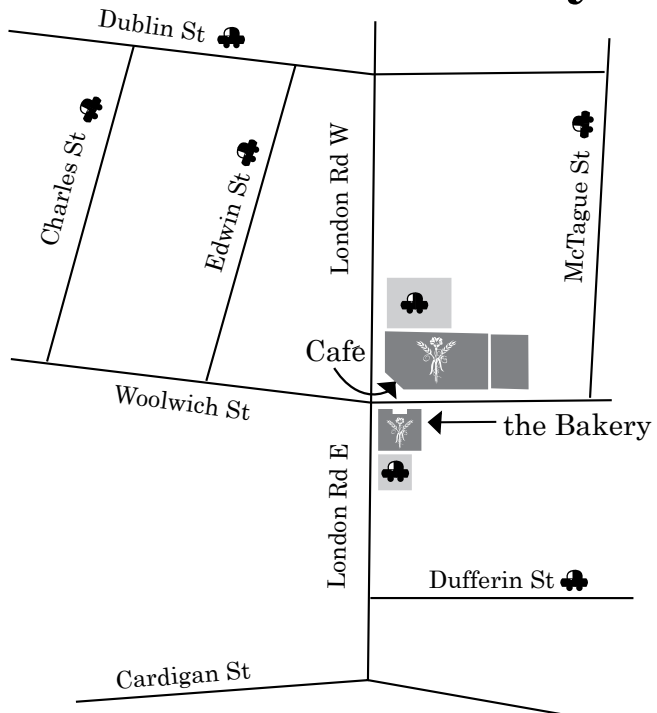 Dublin St
Charles St
Edwin St
London Rd W
McTague St
Café
Woolwich St
the Bakery
London Rd E
Dufferin St
Cardigan St